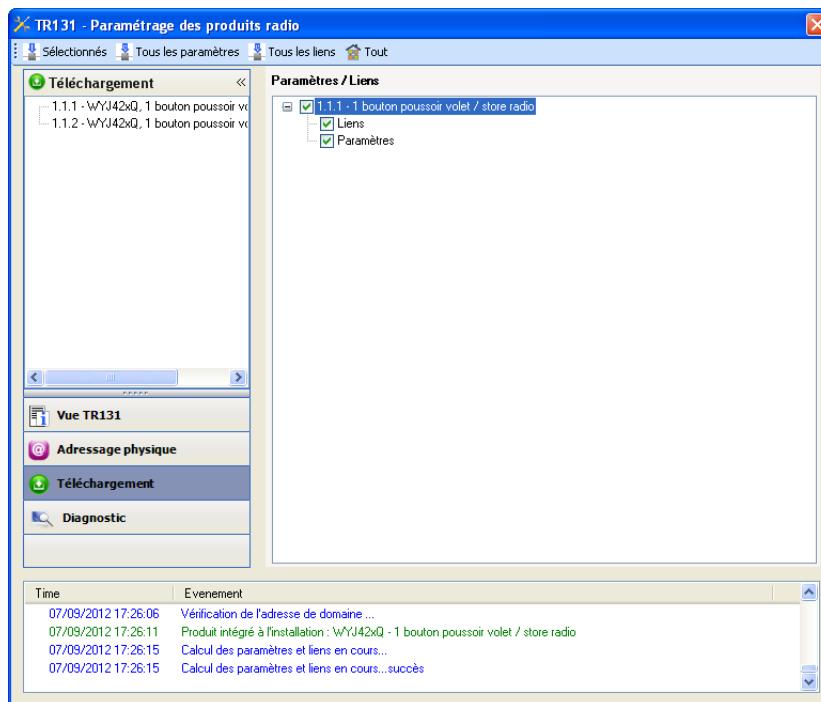 TR131 - Paramétrage des produits radio
Sélectionnés Tous les paramètres Tous les liens Tout
Téléchargement «
1.1.1 - WYJ42xQ, 1 bouton poussoir vo
1.1.2 - WYJ42xQ, 1 bouton poussoir vo
Paramètres / Liens
1.1.1 - 1 bouton poussoir volet / store radio
Liens
Paramètres
Vue TR131
Adressage physique
Téléchargement
Diagnostic
Time Evenement
07/09/2012 17:26:06 Vérification de l'adresse de domaine ...
07/09/2012 17:26:11 Produit intégré à l'installation : WYJ42xQ - 1 bouton poussoir volet / store radio
07/09/2012 17:26:15 Calcul des paramètres et liens en cours...
07/09/2012 17:26:15 Calcul des paramètres et liens en cours...succès